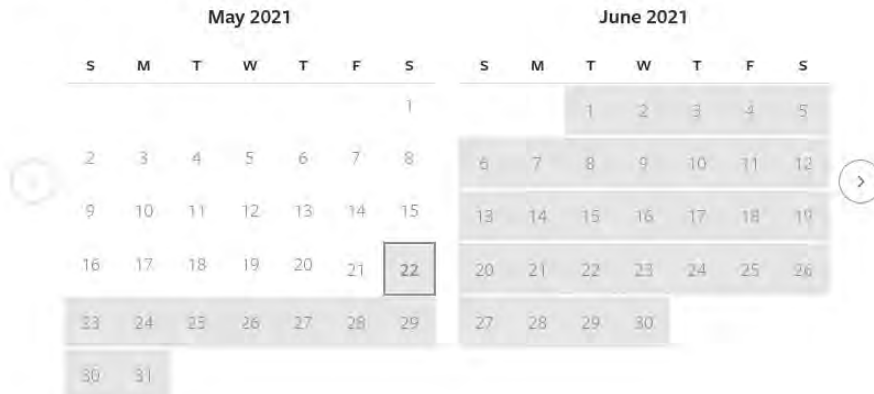 May 2021
S M T W T F S
1
2 3 4 5 6 7 8
9 10 11 12 13 14 15
16 17 18 19 20 21 22
23 24 25 26 27 28 29
30 31
June 2021
S M T W T F S
1 2 3 4 5
6 7 8 9 10 11 12
13 14 15 16 17 18 19
20 21 22 23 24 25 26
27 28 29 30